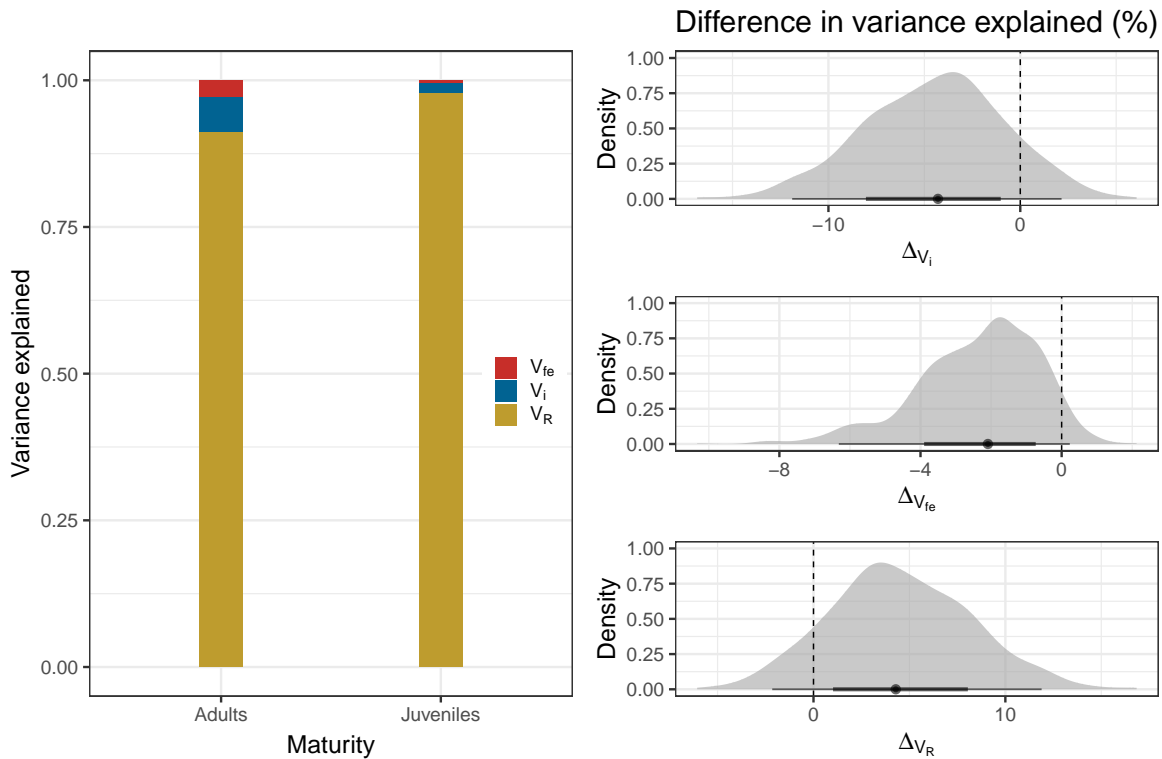 Variance explained
1.00
0.75
0.50
0.25
0.00
Adults
Juveniles
Maturity
V_fe
V_i
V_R
Difference in variance explained (%)
Density
1.00
0.75
0.50
0.25
0.00
−10
0
Δ_V_i
Density
1.00
0.75
0.50
0.25
0.00
−8
−4
0
Δ_V_fe
Density
1.00
0.75
0.50
0.25
0.00
0
10
Δ_V_R